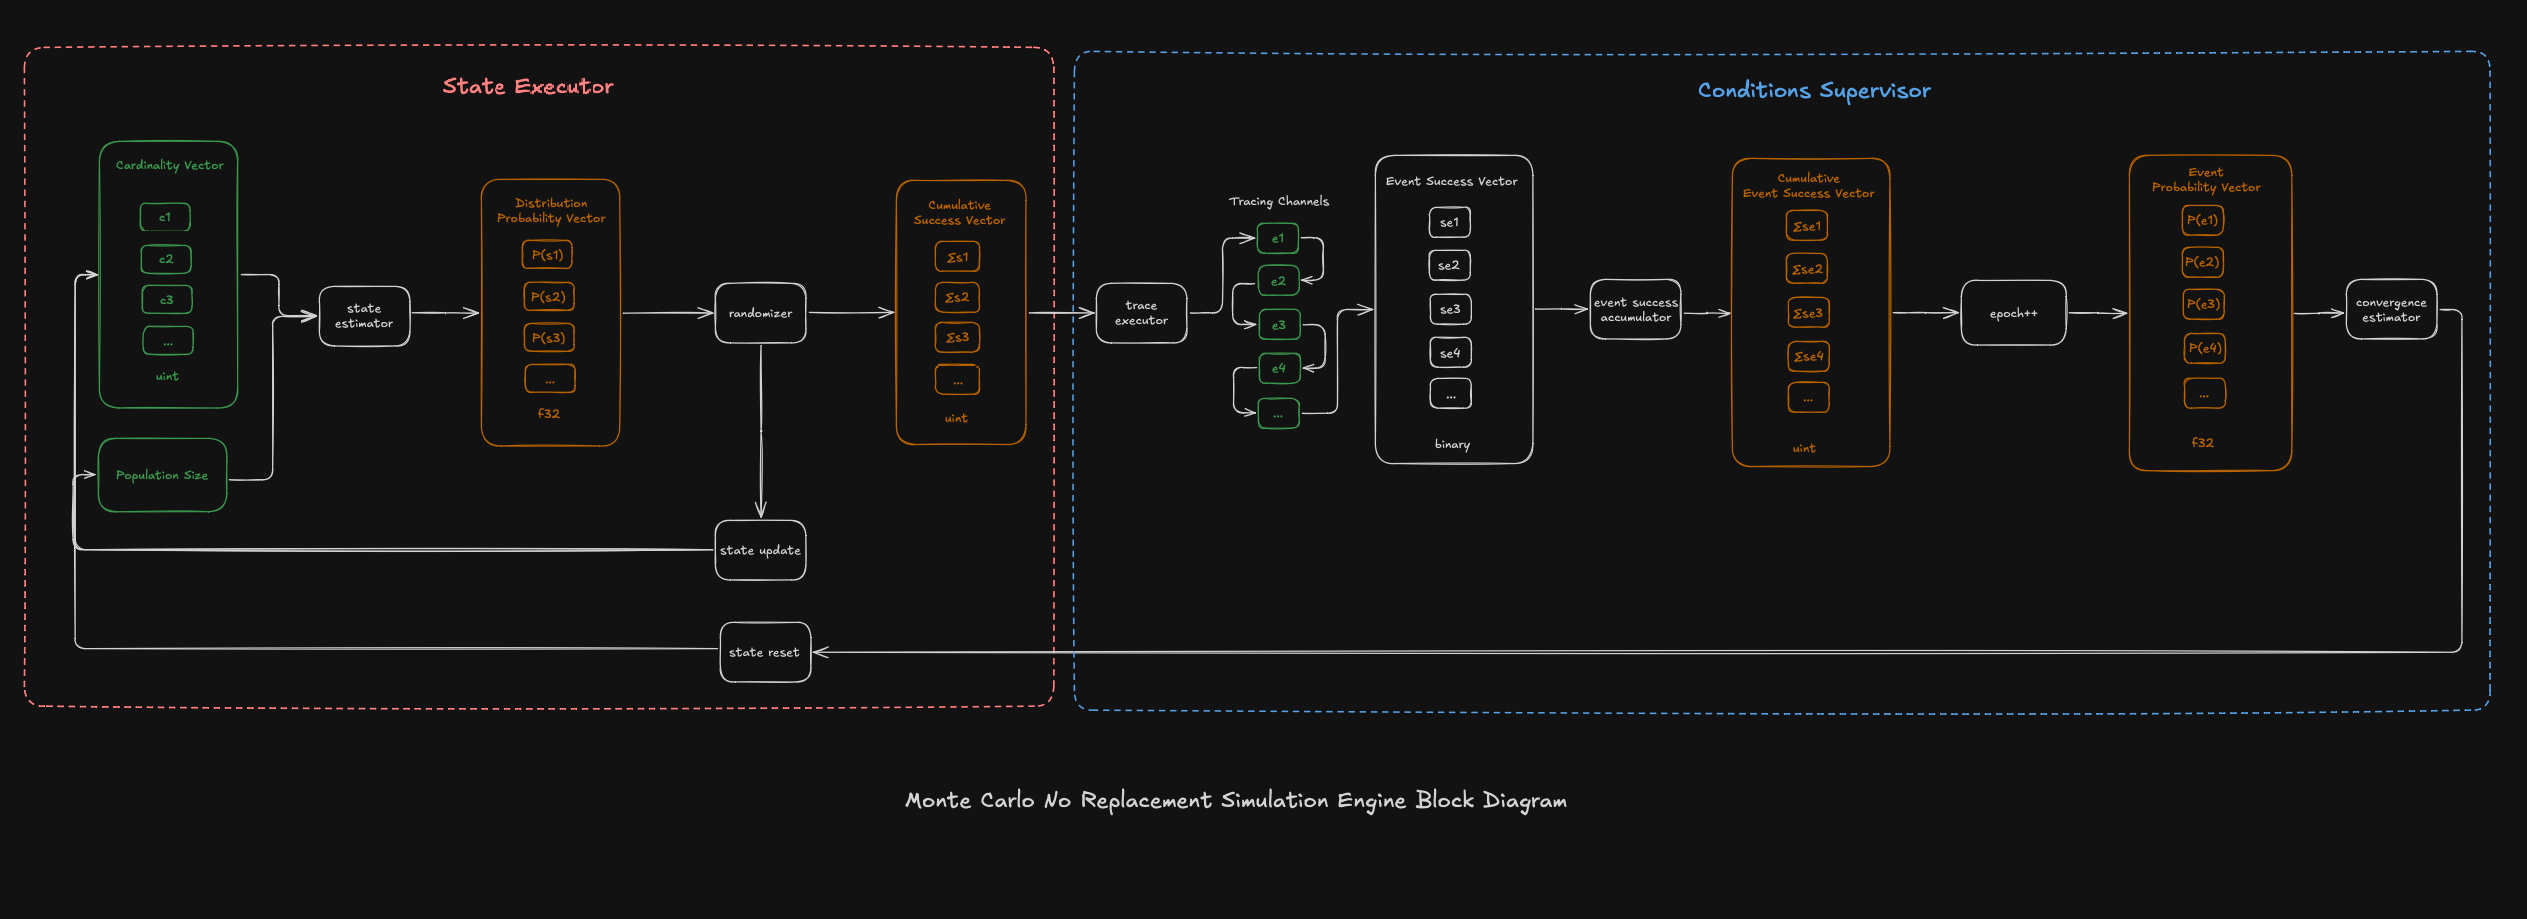 State Executor
Cardinality Vector
c1
c2
c3
...
uint
Population Size
state
estimator
Distribution
Probability Vector
P(s1)
P(s2)
P(s3)
...
f32
randomizer
state update
state reset
Cumulative
Success Vector
Σs1
Σs2
Σs3
...
uint
Conditions Supervisor
trace
executor
Tracing Channels
e1
e2
e3
e4
...
Event Success Vector
se1
se2
se3
se4
...
binary
event success
accumulator
Cumulative
Event Success Vector
Σse1
Σse2
Σse3
Σse4
...
uint
epoch++
Event
Probability Vector
P(e1)
P(e2)
P(e3)
P(e4)
...
f32
convergence
estimator
Monte Carlo No Replacement Simulation Engine Block Diagram